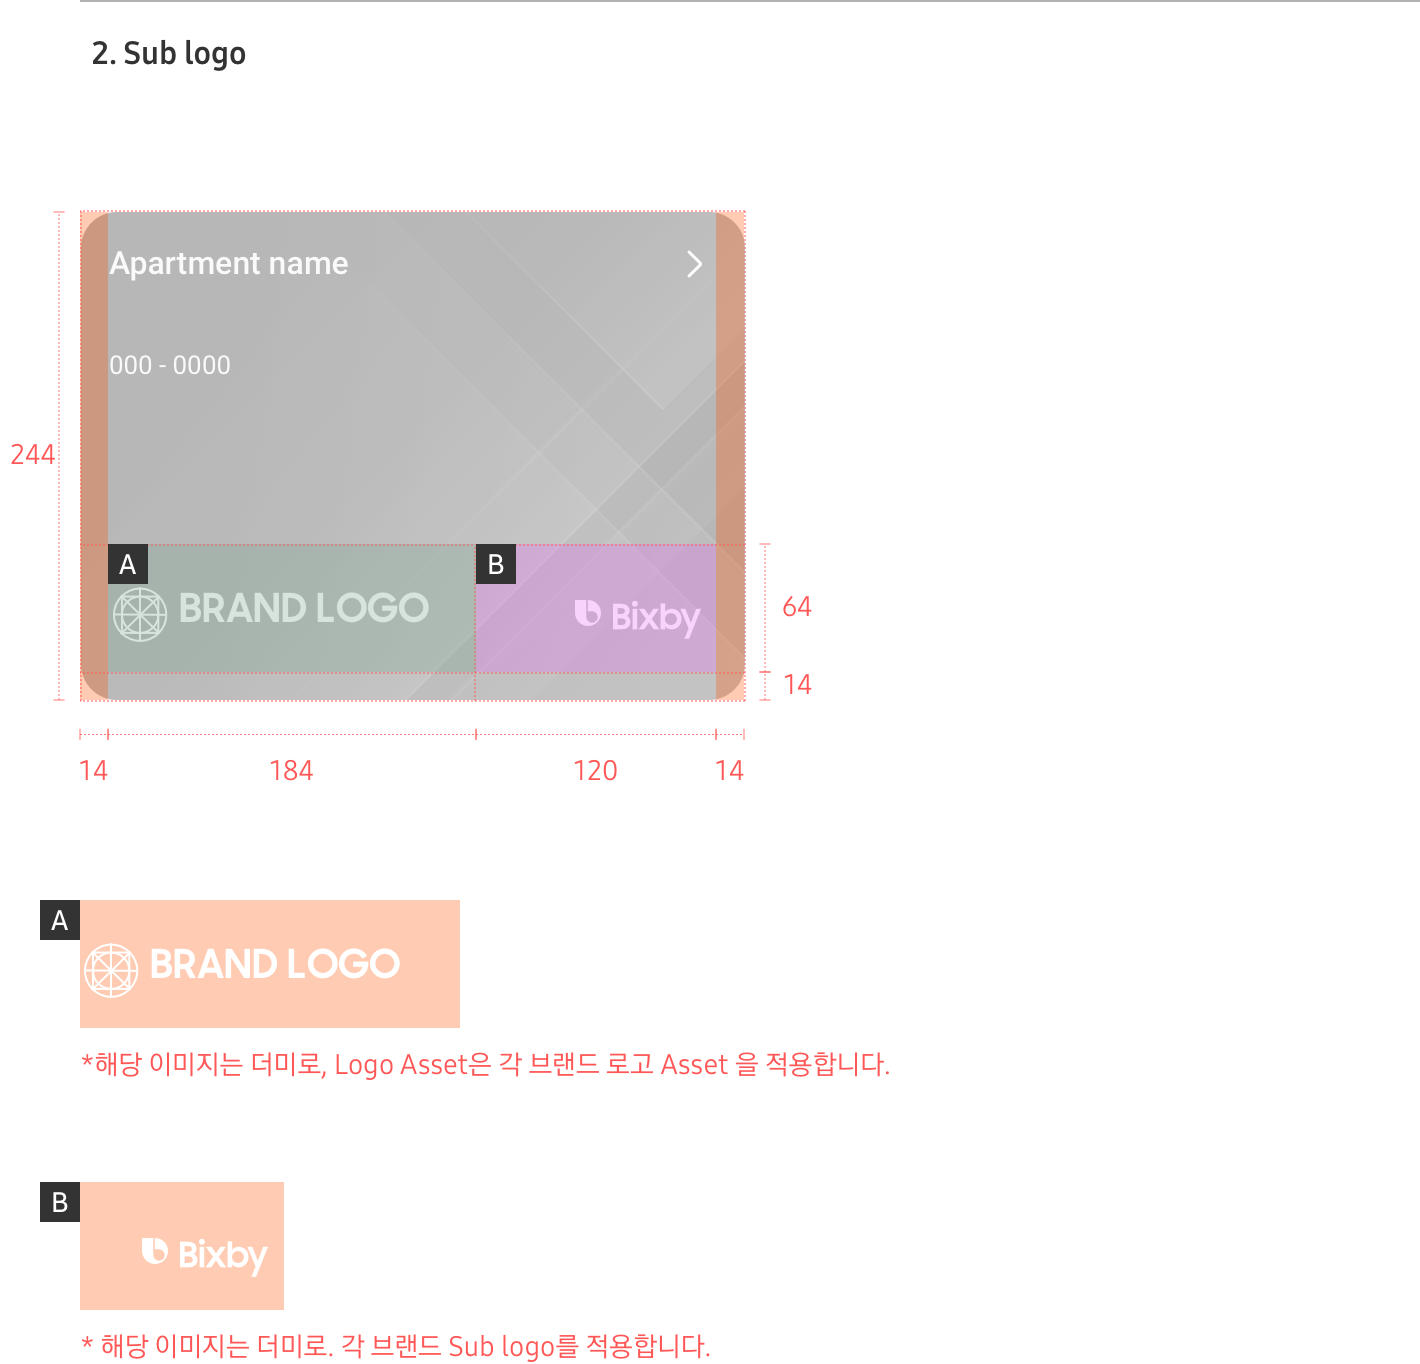 2. Sub logo
Apartment name
000 - 0000
244
A
B
BRAND LOGO
Bixby
64
14
14
184
120
14
A
BRAND LOGO
*해당 이미지는 더미로, Logo Asset은 각 브랜드 로고 Asset 을 적용합니다.
B
Bixby
* 해당 이미지는 더미로. 각 브랜드 Sub logo를 적용합니다.